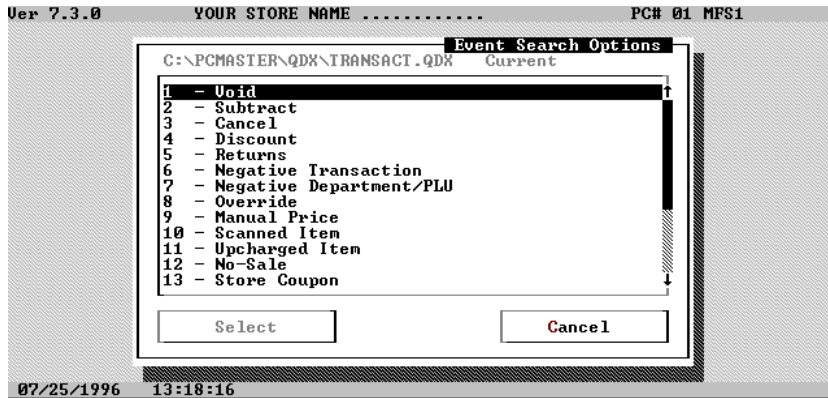 Ver 7.3.0 YOUR STORE NAME ............ PC# 01 MFS1
Event Search Options
C:\PCMASTER\QDX\TRANSACT.QDX Current
1 - Void
2 - Subtract
3 - Cancel
4 - Discount
5 - Returns
6 - Negative Transaction
7 - Negative Department/PLU
8 - Override
9 - Manual Price
10 - Scanned Item
11 - Upcharged Item
12 - No-Sale
13 - Store Coupon
Select Cancel
07/25/1996 13:18:16